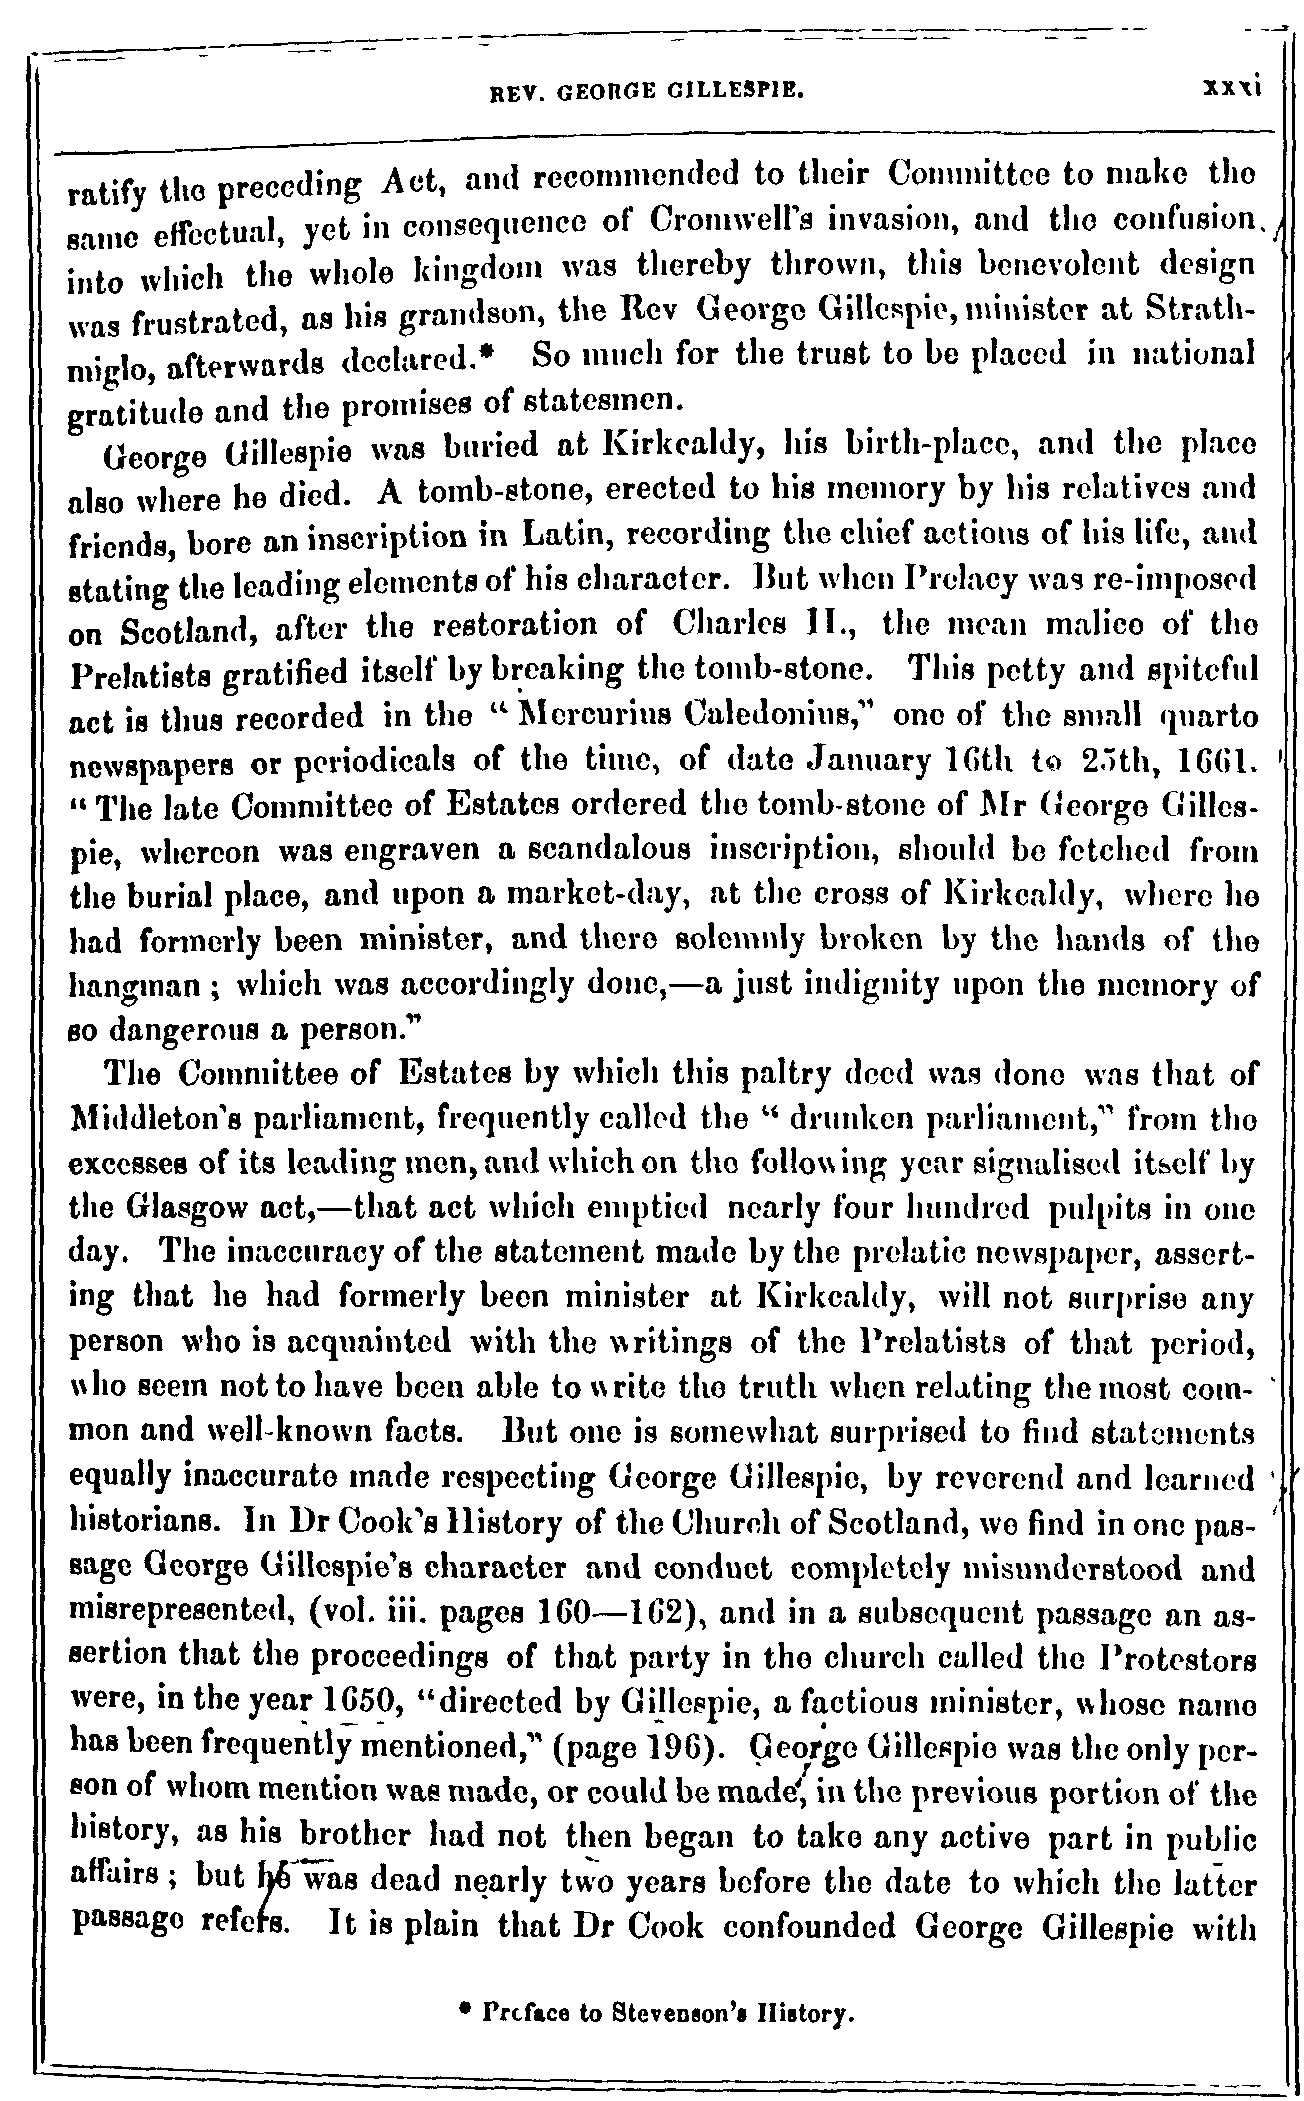 REV. GEORGE GILLESPIE. xxxi
ratify the preceding Act, and recommended to their Committee to make the
same effectual, yet in consequence of Cromwell's invasion, and the confusion
into which the whole kingdom was thereby thrown, this benevolent design
was frustrated, as his grandson, the Rev George Gillespie, minister at Strath-
miglo, afterwards declared.* So much for the trust to be placed in national
gratitude and the promises of statesmen.
George Gillespie was buried at Kirkcaldy, his birth-place, and the place
also where he died. A tomb-stone, erected to his memory by his relatives and
friends, bore an inscription in Latin, recording the chief actions of his life, and
stating the leading elements of his character. But when Prelacy was re-imposed
on Scotland, after the restoration of Charles II., the mean malice of the
Prelatists gratified itself by breaking the tomb-stone. This petty and spiteful
act is thus recorded in the “ Mercurius Caledonius,” one of the small quarto
newspapers or periodicals of the time, of date January 16th to 25th, 1661.
“ The late Committee of Estates ordered the tomb-stone of Mr George Gilles-
pie, whereon was engraven a scandalous inscription, should be fetched from
the burial place, and upon a market-day, at the cross of Kirkcaldy, where he
had formerly been minister, and there solemnly broken by the hands of the
hangman ; which was accordingly done,—a just indignity upon the memory of
so dangerous a person.”
The Committee of Estates by which this paltry deed was done was that of
Middleton's parliament, frequently called the “ drunken parliament,” from the
excesses of its leading men, and which on the following year signalised itself by
the Glasgow act,—that act which emptied nearly four hundred pulpits in one
day. The inaccuracy of the statement made by the prelatic newspaper, assert-
ing that he had formerly been minister at Kirkcaldy, will not surprise any
person who is acquainted with the writings of the Prelatists of that period,
who seem not to have been able to write the truth when relating the most com-
mon and well-known facts. But one is somewhat surprised to find statements
equally inaccurate made respecting George Gillespie, by reverend and learned
historians. In Dr Cook's History of the Church of Scotland, we find in one pas-
sage George Gillespie's character and conduct completely misunderstood and
misrepresented, (vol. iii. pages 160—162), and in a subsequent passage an as-
sertion that the proceedings of that party in the church called the Protestors
were, in the year 1650, “directed by Gillespie, a factious minister, whose name
has been frequently mentioned,” (page 196). George Gillespie was the only per-
son of whom mention was made, or could be made, in the previous portion of the
history, as his brother had not then began to take any active part in public
affairs ; but he was dead nearly two years before the date to which the latter
passage refers. It is plain that Dr Cook confounded George Gillespie with
* Preface to Stevenson's History.